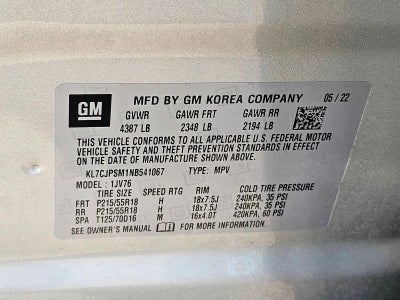 GM
MFD BY GM KOREA COMPANY 05 / 22
GVWR GAWR FRT GAWR RR
4387 LB 2348 LB 2194 LB
THIS VEHICLE CONFORMS TO ALL APPLICABLE U.S. FEDERAL MOTOR
VEHICLE SAFETY, BUMPER, AND THEFT PREVENTION STANDARDS IN
EFFECT ON THE DATE OF MANUFACTURE SHOWN ABOVE.
KL7CJPSM1NB541067 TYPE: MPV
MODEL: 1JV76
TIRE SIZE SPEED RTG RIM COLD TIRE PRESSURE
FRT P215/55R18 H 18x7.5J 240KPA, 35 PSI
RR P215/55R18 H 18x7.5J 240KPA, 35 PSI
SPA T125/70D16 M 16x4.0T 420KPA, 60 PSI
SEE OWNER'S MANUAL FOR MORE INFORMATION.